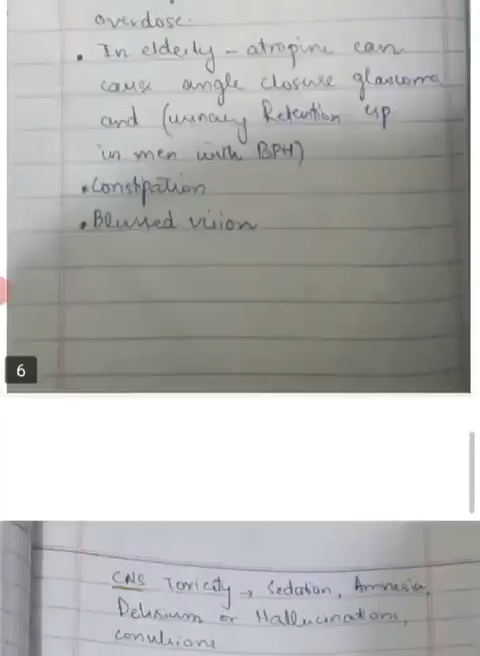 overdose.
• In elderly - atropine can
cause angle closure glaucoma
and (urinary Retention esp
in men with BPH)
• Constipation
• Blurred vision
6
CNS Toxicity → Sedation, Amnesia,
Delirium or Hallucinations,
convulsions